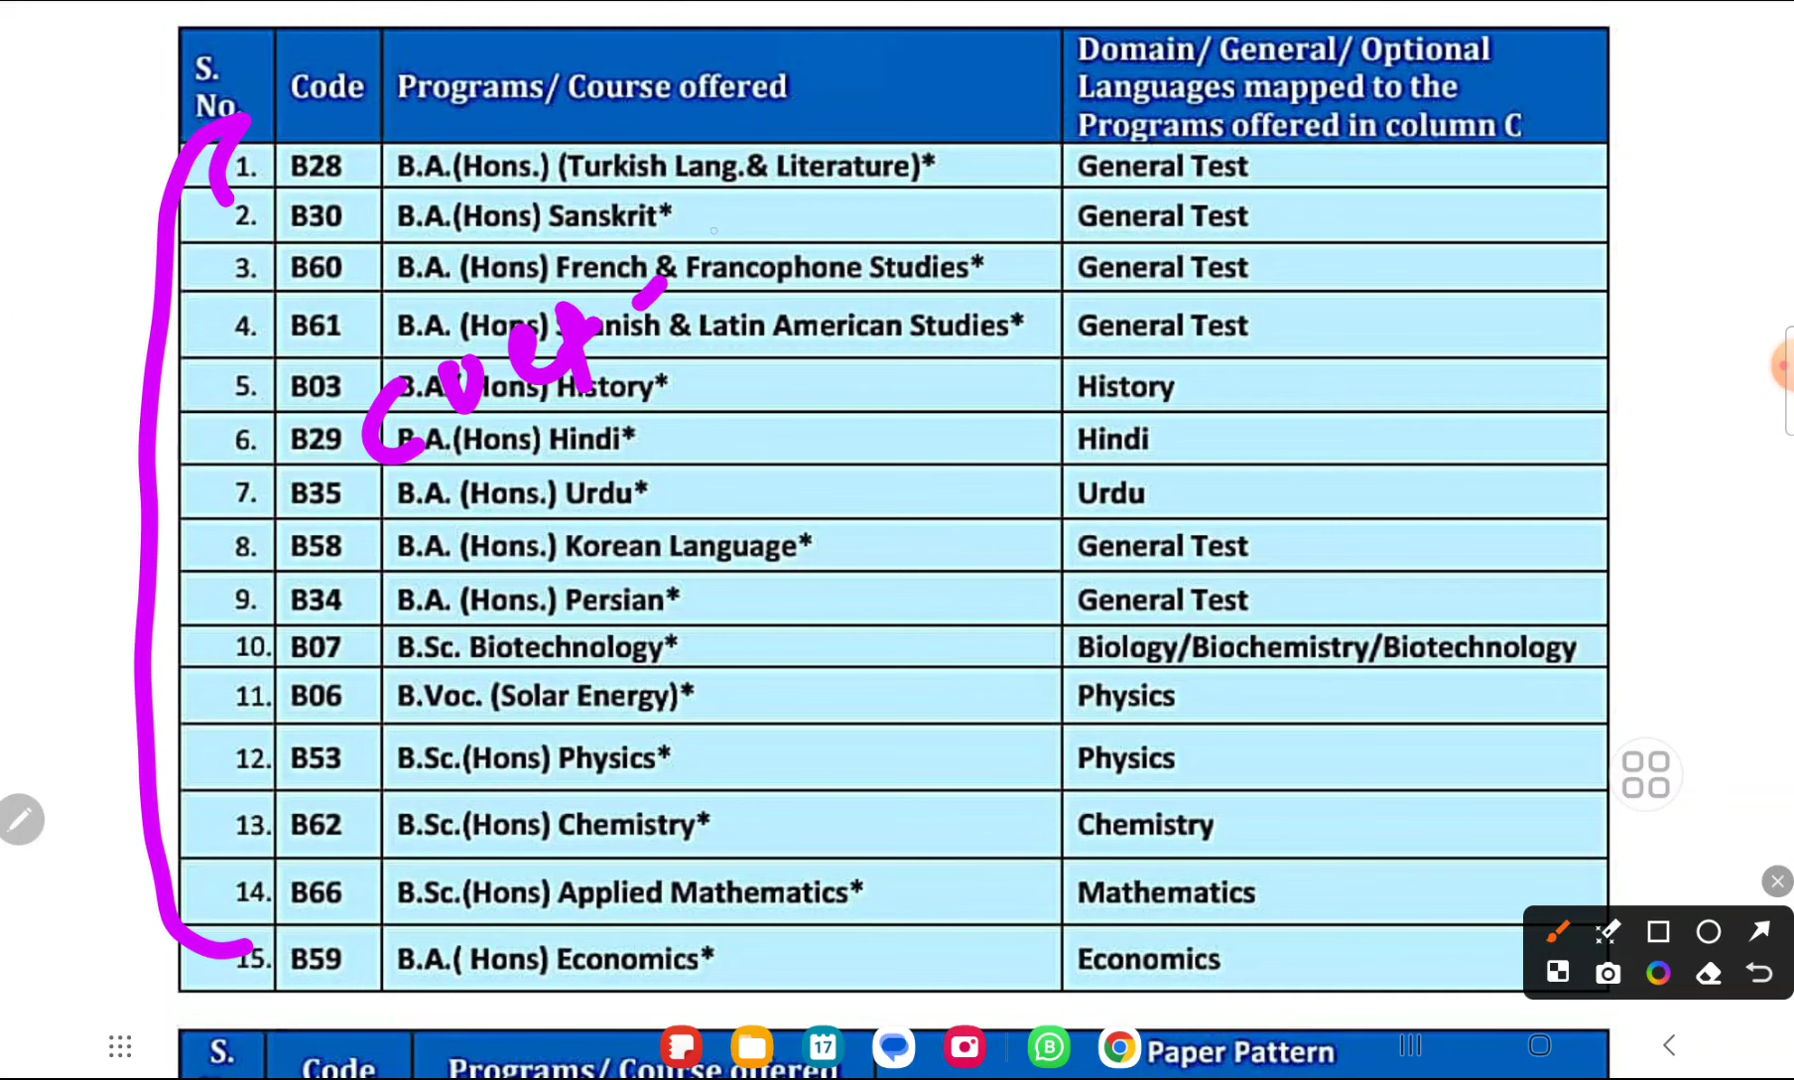 S. No. Code Programs/ Course offered Domain/ General/ Optional Languages mapped to the Programs offered in column C
1. B28 B.A.(Hons.) (Turkish Lang.& Literature)* General Test
2. B30 B.A.(Hons) Sanskrit* General Test
3. B60 B.A. (Hons) French & Francophone Studies* General Test
4. B61 B.A. (Hons) Spanish & Latin American Studies* General Test
5. B03 B.A.(Hons) History* History
6. B29 B.A.(Hons) Hindi* Hindi
7. B35 B.A. (Hons.) Urdu* Urdu
8. B58 B.A. (Hons.) Korean Language* General Test
9. B34 B.A. (Hons.) Persian* General Test
10. B07 B.Sc. Biotechnology* Biology/Biochemistry/Biotechnology
11. B06 B.Voc. (Solar Energy)* Physics
12. B53 B.Sc.(Hons) Physics* Physics
13. B62 B.Sc.(Hons) Chemistry* Chemistry
14. B66 B.Sc.(Hons) Applied Mathematics* Mathematics
15. B59 B.A.( Hons) Economics* Economics
S. Code Programs/ Course offered Paper Pattern
17